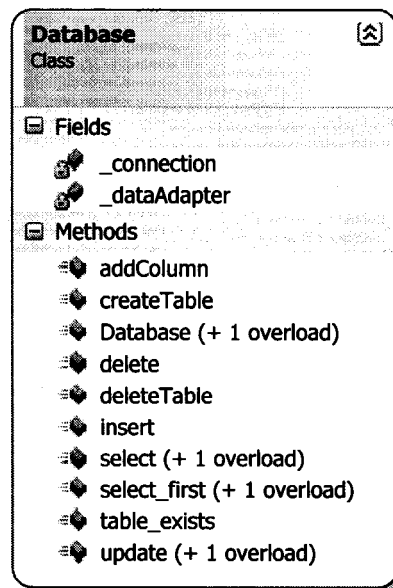 Database
Class
Fields
_connection
_dataAdapter
Methods
addColumn
createTable
Database (+ 1 overload)
delete
deleteTable
insert
select (+ 1 overload)
select_first (+ 1 overload)
table_exists
update (+ 1 overload)